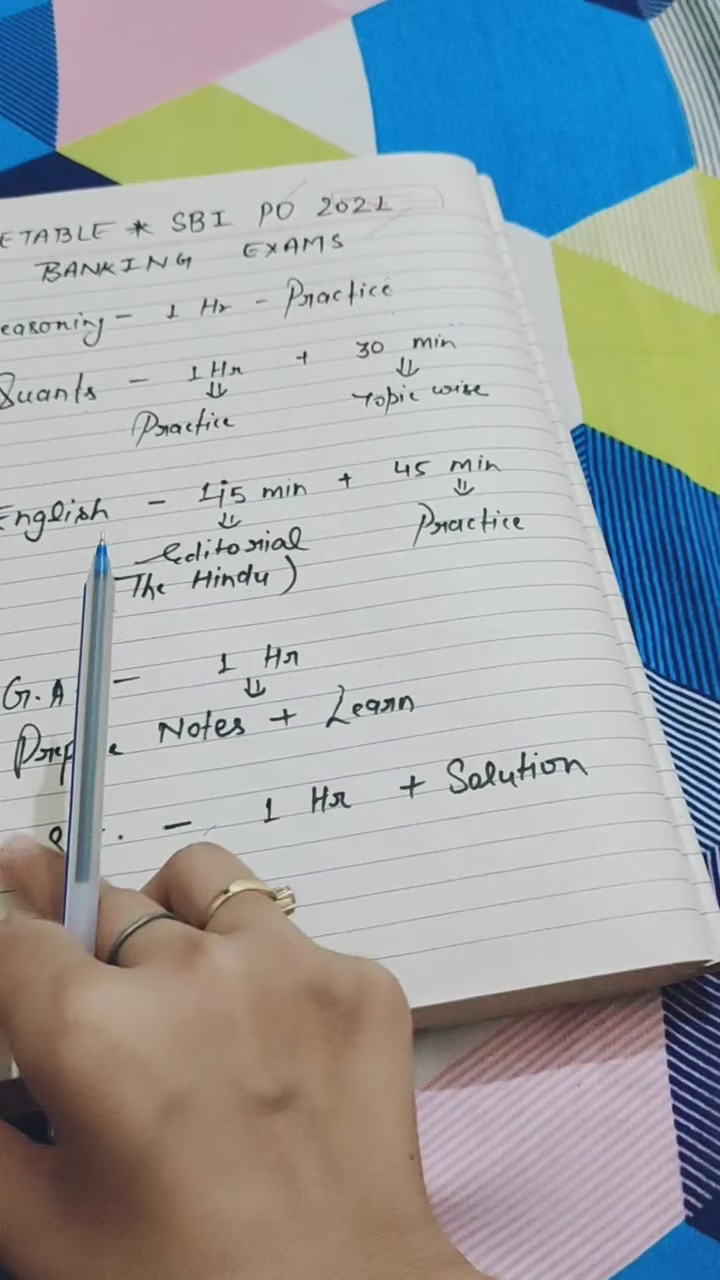 ETABLE * SBI PO 2021
BANKING EXAMS
easoning - 1 Hr - Practice
Quants - 1 Hr + 30 min
⇓ ⇓
Practice Topic wise
English - 15 min + 45 min
⇓ ⇓
Editorial Practice
The Hindu)
G.A - 1 Hr
⇓
Notes + Learn
- 1 Hr + Solution